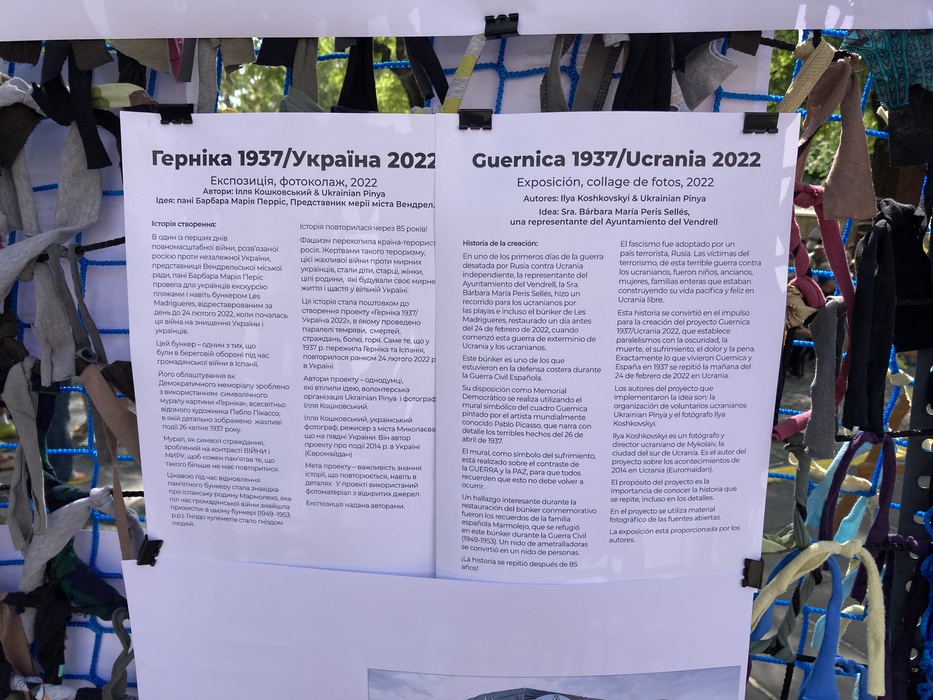 Герніка 1937/Україна 2022
Експозиція, фотоколаж, 2022
Автори: Ілля Кошковський & Ukrainian Pinya
Ідея: пані Барбара Марія Перріс, Представник мерії міста Вендрел.
Історія створення:
В один із перших днів
повномасштабної війни, розв'язаної
росією проти незалежної України,
представниця Вендрельської міської
ради, пані Барбара Марія Періс
провела для українців екскурсію
пляжами и навіть бункером Les
Madrigueres, відреставрованим за
день до 24 лютого 2022, коли почалась
ця війна на знищення України і
українців.
Цей бункер – один з тих, що
були в береговій обороні під час
громадянської війни в Іспанії.
Його облаштування як
Демократичного меморіалу зроблено
з використанням символічного
муралу картини «Герніка», всесвітньо
відомого художника Пабло Пікассо,
в якій детально зображено жахливі
події 26 квітня 1937 року.
Мурал, як символ страждання,
зроблений на контрасті ВІЙНИ і
МИРУ, щоб кожен пам'ятав те, що
такого більше не має повторитися.
Цікавою під час відновлення
пам'ятного бункеру стала знахідка
про іспанську родину Мармолехо, яка
під час громадянської війни знайшла
прихисток в цьому бункері (1949 -1953
р.р.). Гніздо кулеметів стало гніздом
людей.
Історія повторилася через 85 років!
Фашизм перехопила країна-терорист
росія. Жертвами такого тероризму,
цієї жахливої війни проти мирних
українців, стали діти, старці, жінки,
цілі родини, які будували своє мирне
життя і щастя у вільній Україні.
Ця історія стала поштовхом до
створення проекту «Герніка 1937/
Україна 2022», в якому проведено
паралелі темряви, смертей,
страждань, болю, горя. Саме те, що у
1937 р. пережила Герніка та Іспанія,
повторилося ранком 24 лютого 2022 р
в Україні.
Автори проекту – однодумці,
які втілили ідею, волонтерська
організація Ukrainian Pinya і фотограф
Ілля Кошковський.
Ілля Кошковський, український
фотограф, режисер з міста Миколаєва,
що на півдні України. Він автор
проекту про події 2014 р. в Україні
(Євромайдан)
Мета проекту – важливість знання
історії, що повторюється, навіть в
деталях. У проекті використаний
фотоматеріал з відкритих джерел.
Експозиція надана авторами.
Guernica 1937/Ucrania 2022
Exposición, collage de fotos, 2022
Autores: Ilya Koshkovskyi & Ukrainian Pinya
Idea: Sra. Bárbara María Peris Sellés,
una representante del Ayuntamiento del Vendrell
Historia de la creación:
En uno de los primeros días de la guerra
desatada por Rusia contra Ucrania
independiente, la representante del
Ayuntamiento del Vendrell, la Sra.
Bárbara María Peris Sellés, hizo un
recorrido para los ucranianos por
las playas e incluso el búnker de Les
Madrigueres, restaurado un día antes
del 24 de febrero de 2022, cuando
comenzó esta guerra de exterminio de
Ucrania y los ucranianos.
Este búnker es uno de los que
estuvieron en la defensa costera durante
la Guerra Civil Española.
Su disposición como Memorial
Democrático se realiza utilizando el
mural simbólico del cuadro Guernica
pintado por el artista mundialmente
conocido Pablo Picasso, que narra con
detalle los terribles hechos del 26 de
abril de 1937.
El mural, como símbolo del sufrimiento,
está realizado sobre el contraste de
la GUERRA y la PAZ, para que todos
recuerden que esto no debe volver a
ocurrir.
Un hallazgo interesante durante la
restauración del búnker conmemorativo
fueron los recuerdos de la familia
española Marmolejo, que se refugió
en este búnker durante la Guerra Civil
(1949-1953). Un nido de ametralladoras
se convirtió en un nido de personas.
¡La historia se repitió después de 85
años!
El fascismo fue adoptado por un
país terrorista, Rusia. Las víctimas del
terrorismo, de esta terrible guerra contra
los ucranianos, fueron niños, ancianos,
mujeres, familias enteras que estaban
construyendo su vida pacífica y feliz en
Ucrania libre.
Esta historia se convirtió en el impulso
para la creación del proyecto Guernica
1937/Ucrania 2022, que establece
paralelismos con la oscuridad, la
muerte, el sufrimiento, el dolor y la pena.
Exactamente lo que vivieron Guernica y
España en 1937 se repitió la mañana del
24 de febrero de 2022 en Ucrania.
Los autores del proyecto que
implementaron la idea son: la
organización de voluntarios ucranianos
Ukrainian Pinya y el fotógrafo Ilya
Koshkovskyi.
Ilya Koshkovskyi es un fotógrafo y
director ucraniano de Mykolaiv, la
ciudad del sur de Ucrania. Es el autor del
proyecto sobre los acontecimientos de
2014 en Ucrania (Euromaidan).
El propósito del proyecto es la
importancia de conocer la historia que
se repite, incluso en los detalles.
En el proyecto se utiliza material
fotográfico de las fuentes abiertas.
La exposición está proporcionada por los
autores.